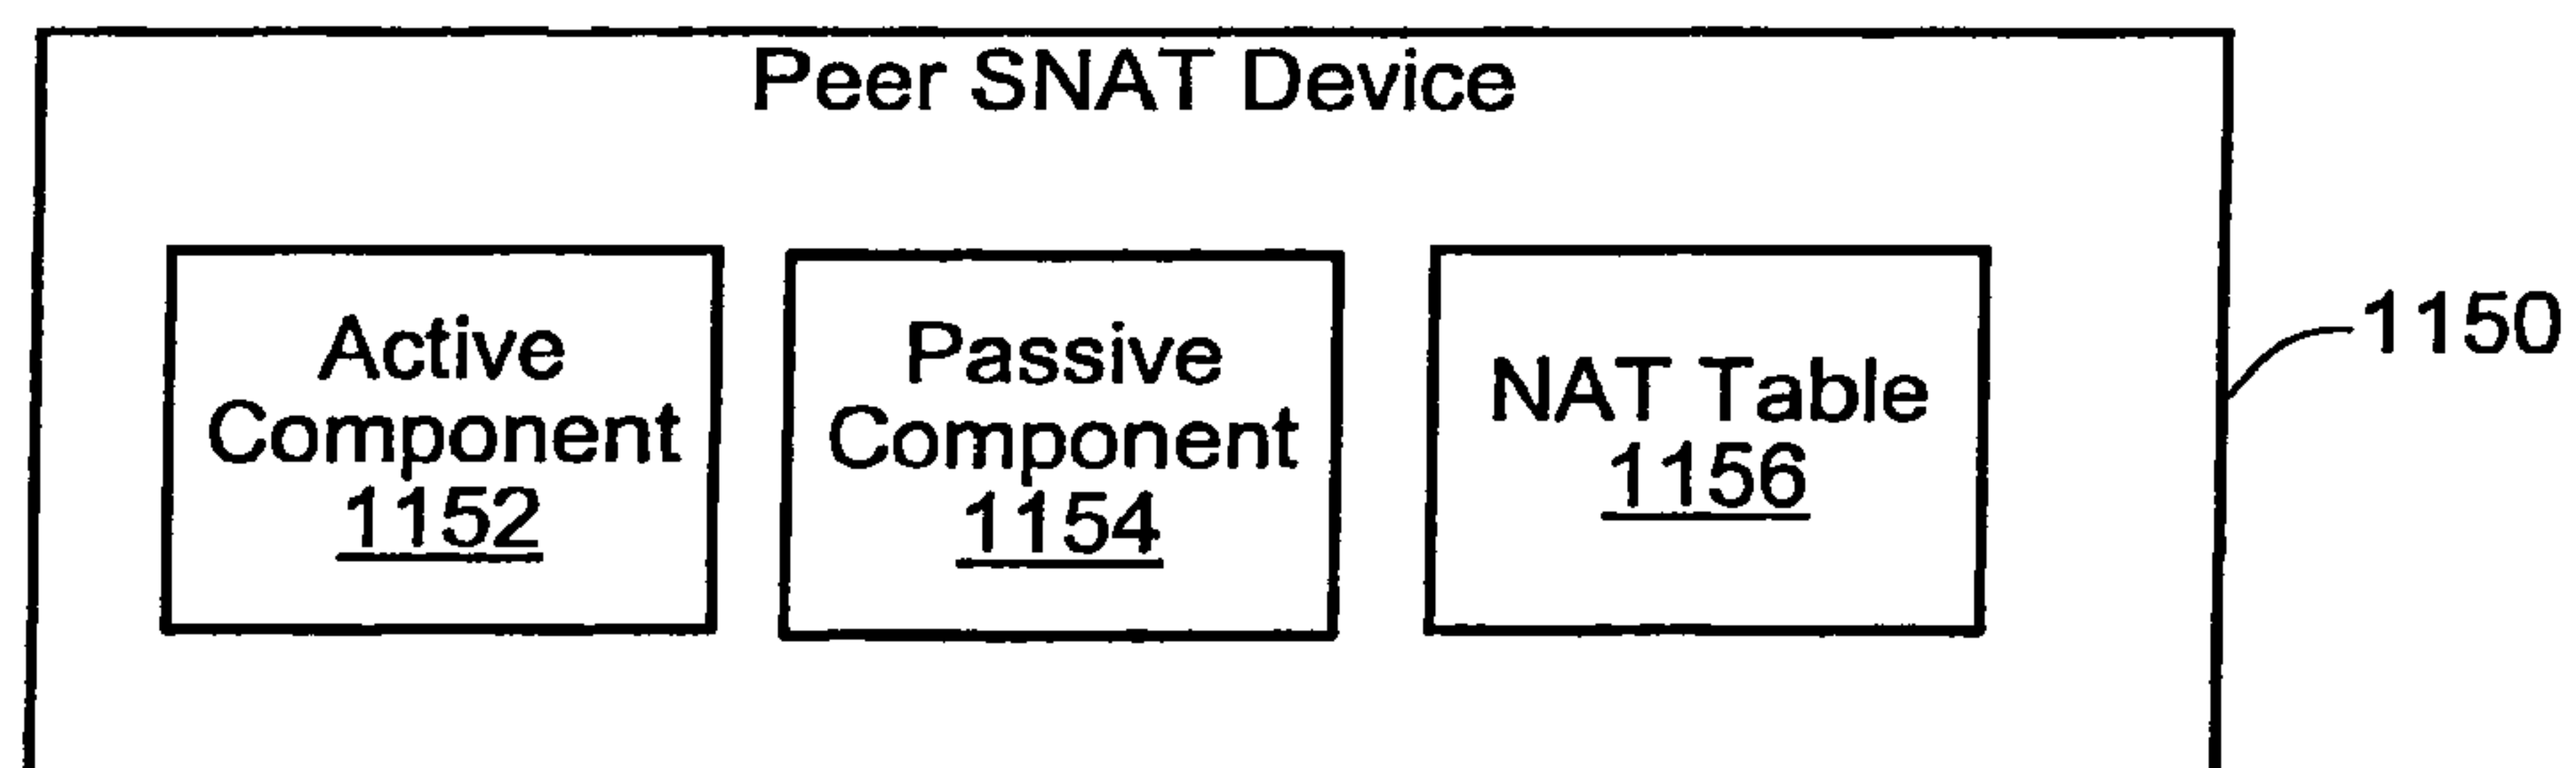 Peer SNAT Device
Active
Component
1152
Passive
Component
1154
NAT Table
1156
1150